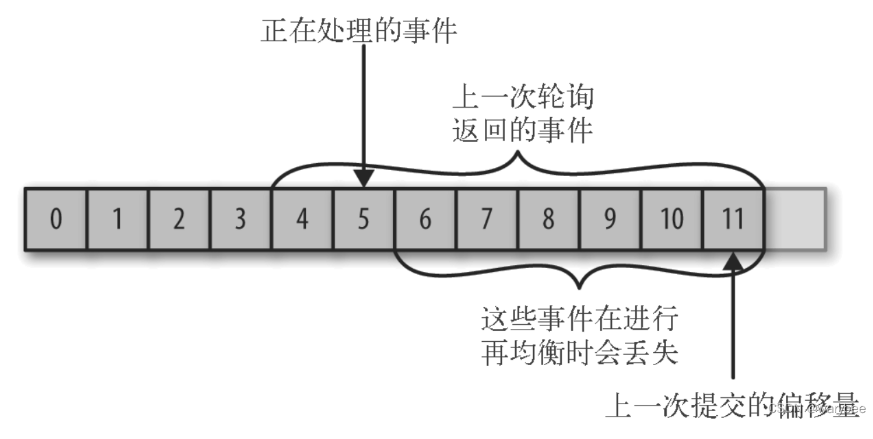 正在处理的事件
上一次轮询
返回的事件
0 1 2 3 4 5 6 7 8 9 10 11
这些事件在进行
再均衡时会丢失
上一次提交的偏移量